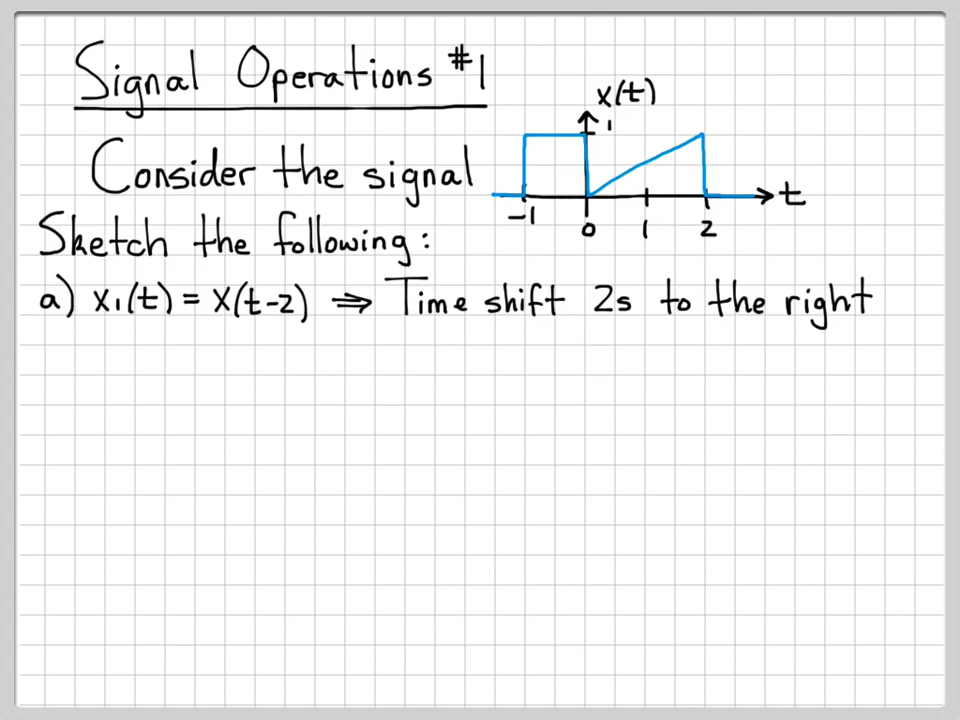 Signal Operations #1
x(t)
1
Consider the signal
t
-1 0 1 2
Sketch the following:
a) x1(t) = x(t-2) ⇒ Time shift 2s to the right